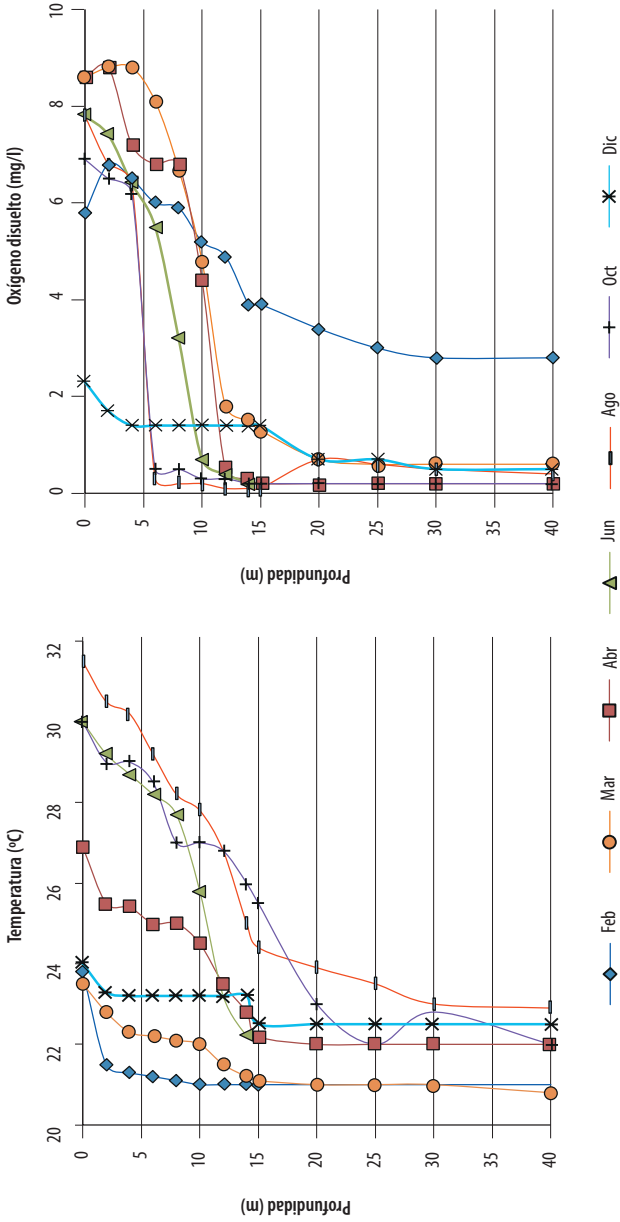 Temperatura (ºC)
20 22 24 26 28 30 32
0
5
10
15
20
25
30
35
40
Profundidad (m)
Oxígeno disuelto (mg/l)
0 2 4 6 8 10
0
5
10
15
20
25
30
35
40
Profundidad (m)
Feb Mar Abr Jun Ago Oct Dic